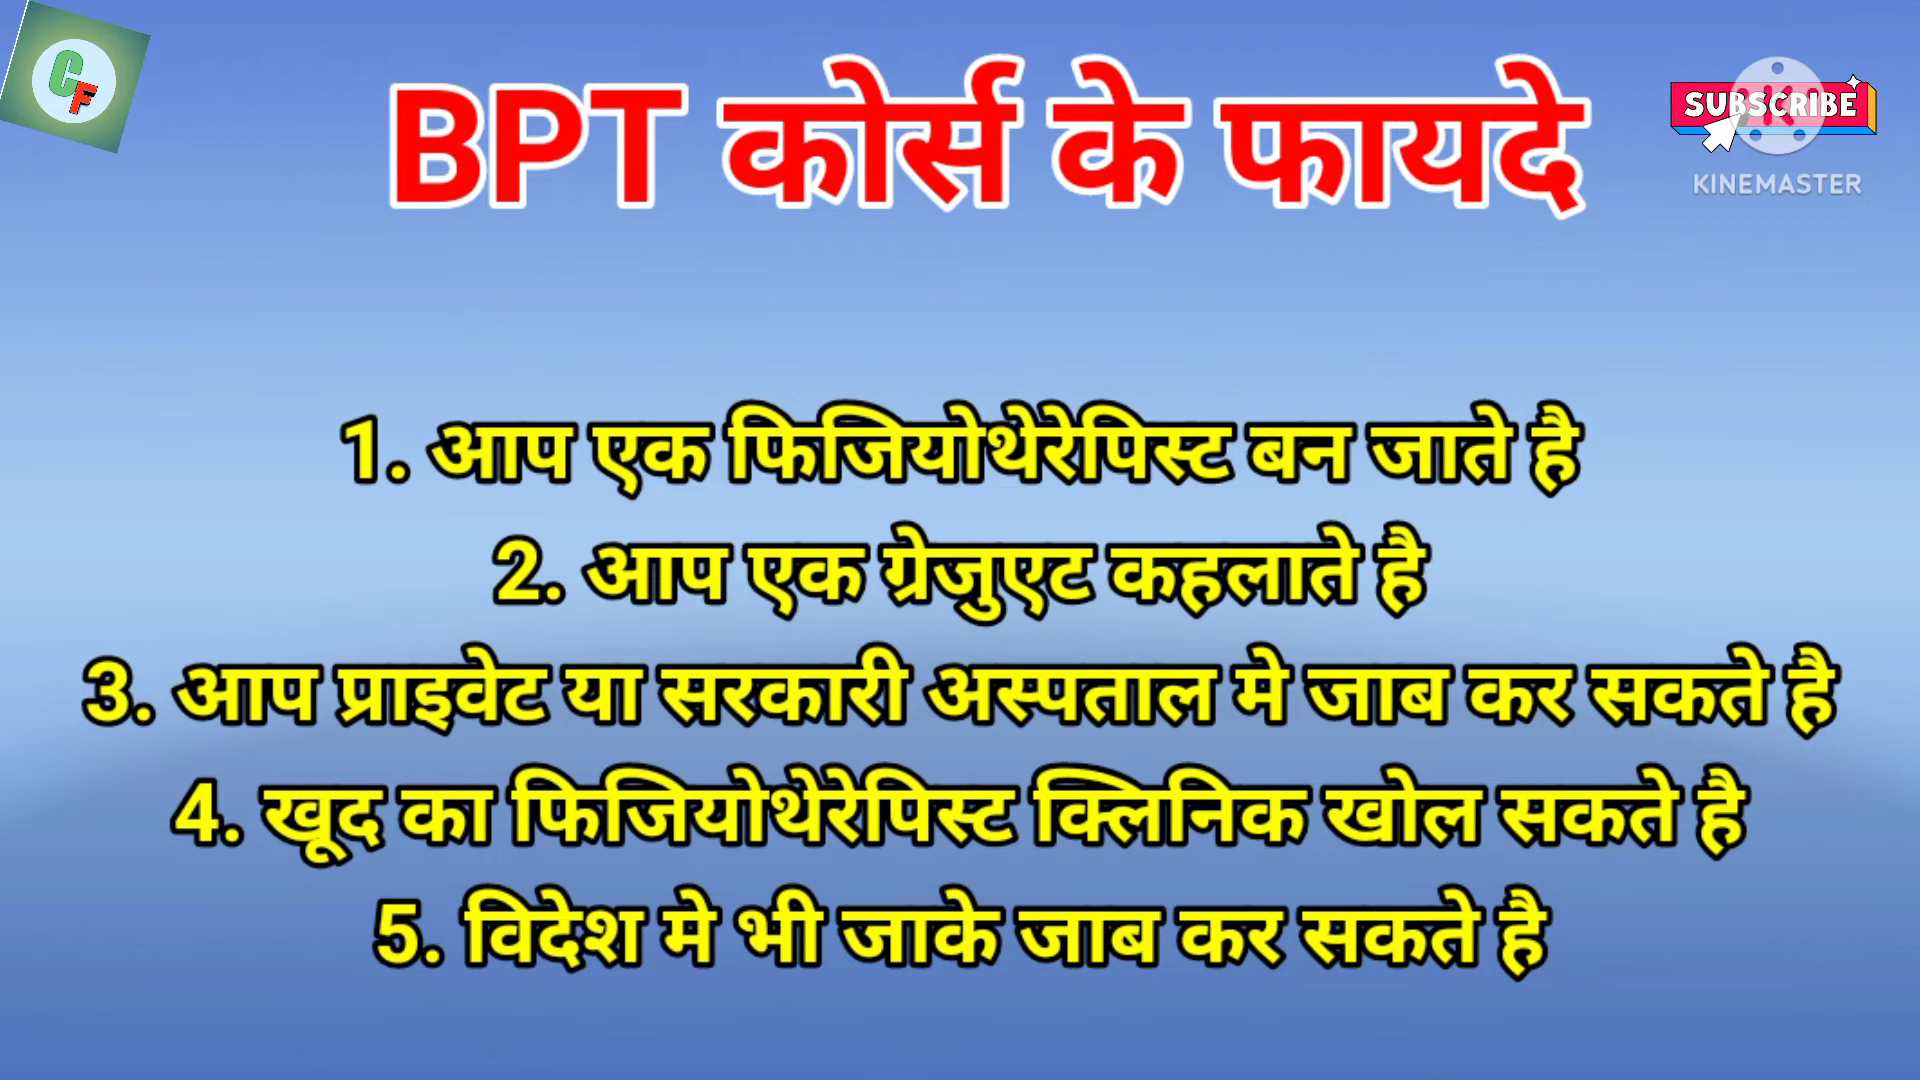 CF
BPT कोर्स के फायदे
SUBSCRIBE
KINEMASTER
1. आप एक फिजियोथेरेपिस्ट बन जाते है
2. आप एक ग्रेजुएट कहलाते है
3. आप प्राइवेट या सरकारी अस्पताल मे जाब कर सकते है
4. खूद का फिजियोथेरेपिस्ट क्लिनिक खोल सकते है
5. विदेश मे भी जाके जाब कर सकते है